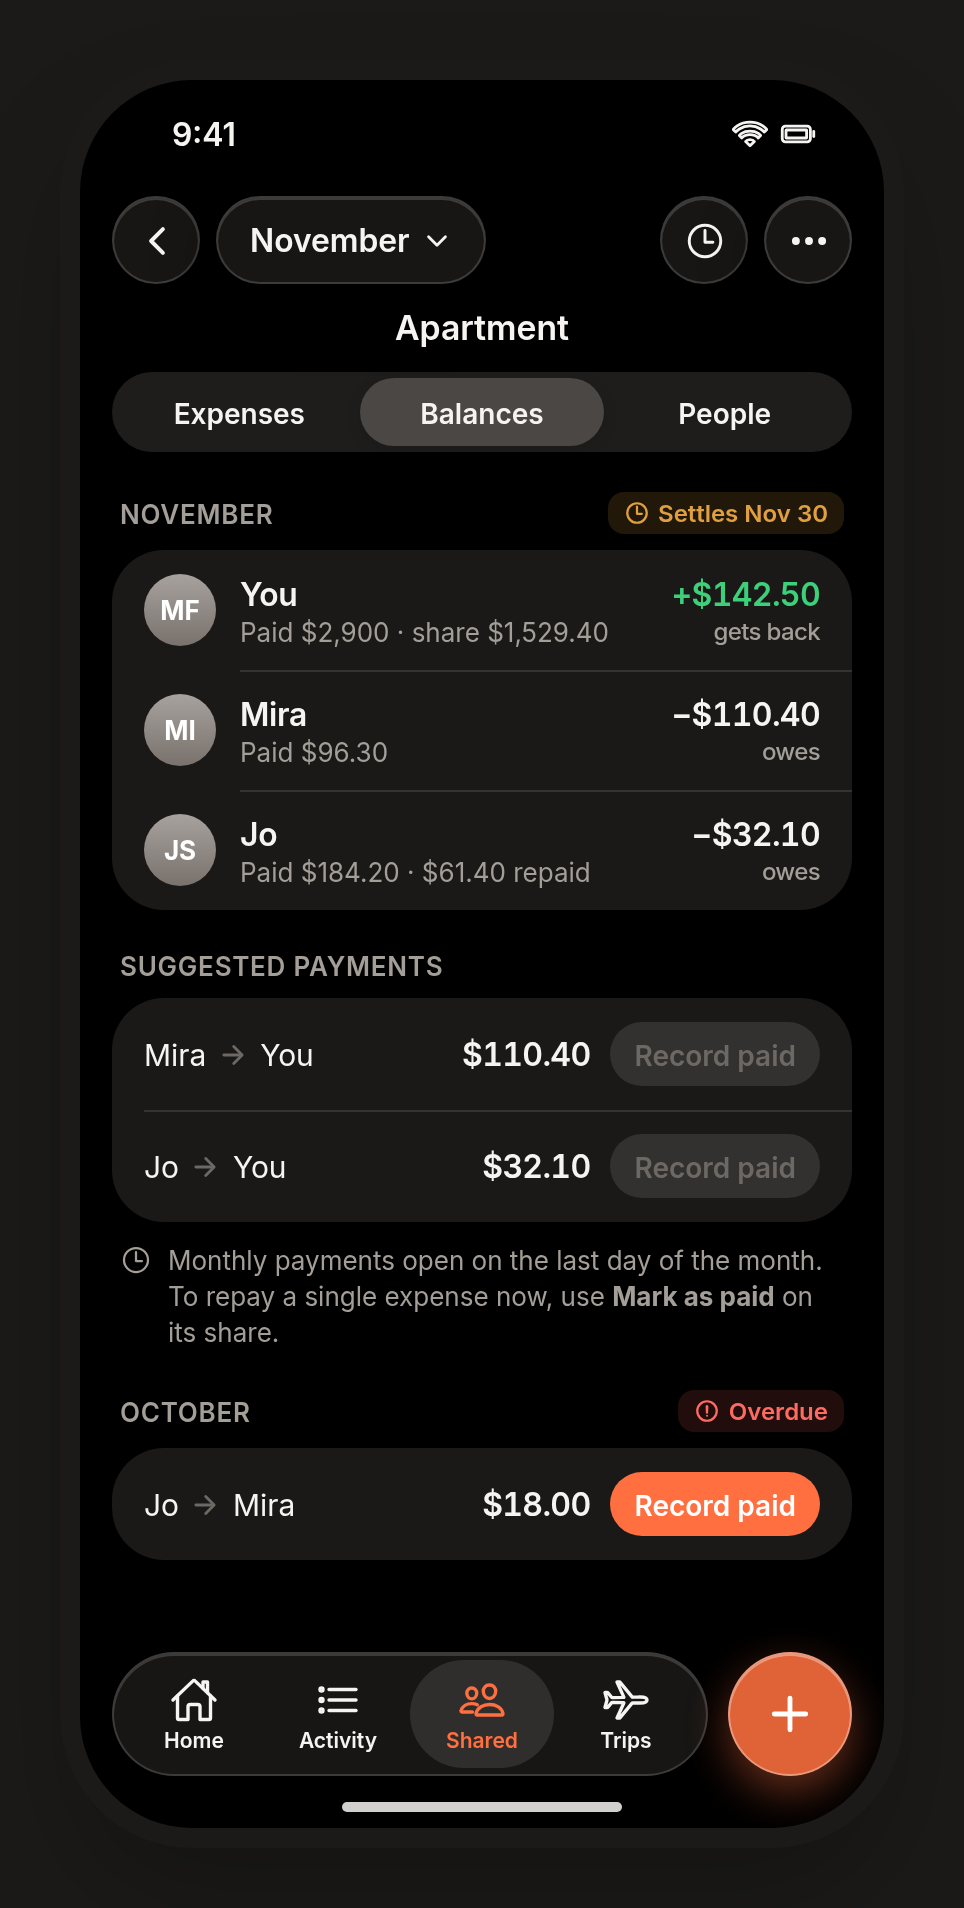 9:41
November
Apartment
Expenses Balances People
NOVEMBER Settles Nov 30
MF You +$142.50
Paid $2,900 · share $1,529.40 gets back
MI Mira −$110.40
Paid $96.30 owes
JS Jo −$32.10
Paid $184.20 · $61.40 repaid owes
SUGGESTED PAYMENTS
Mira → You $110.40 Record paid
Jo → You $32.10 Record paid
Monthly payments open on the last day of the month.
To repay a single expense now, use Mark as paid on
its share.
OCTOBER Overdue
Jo → Mira $18.00 Record paid
Home Activity Shared Trips